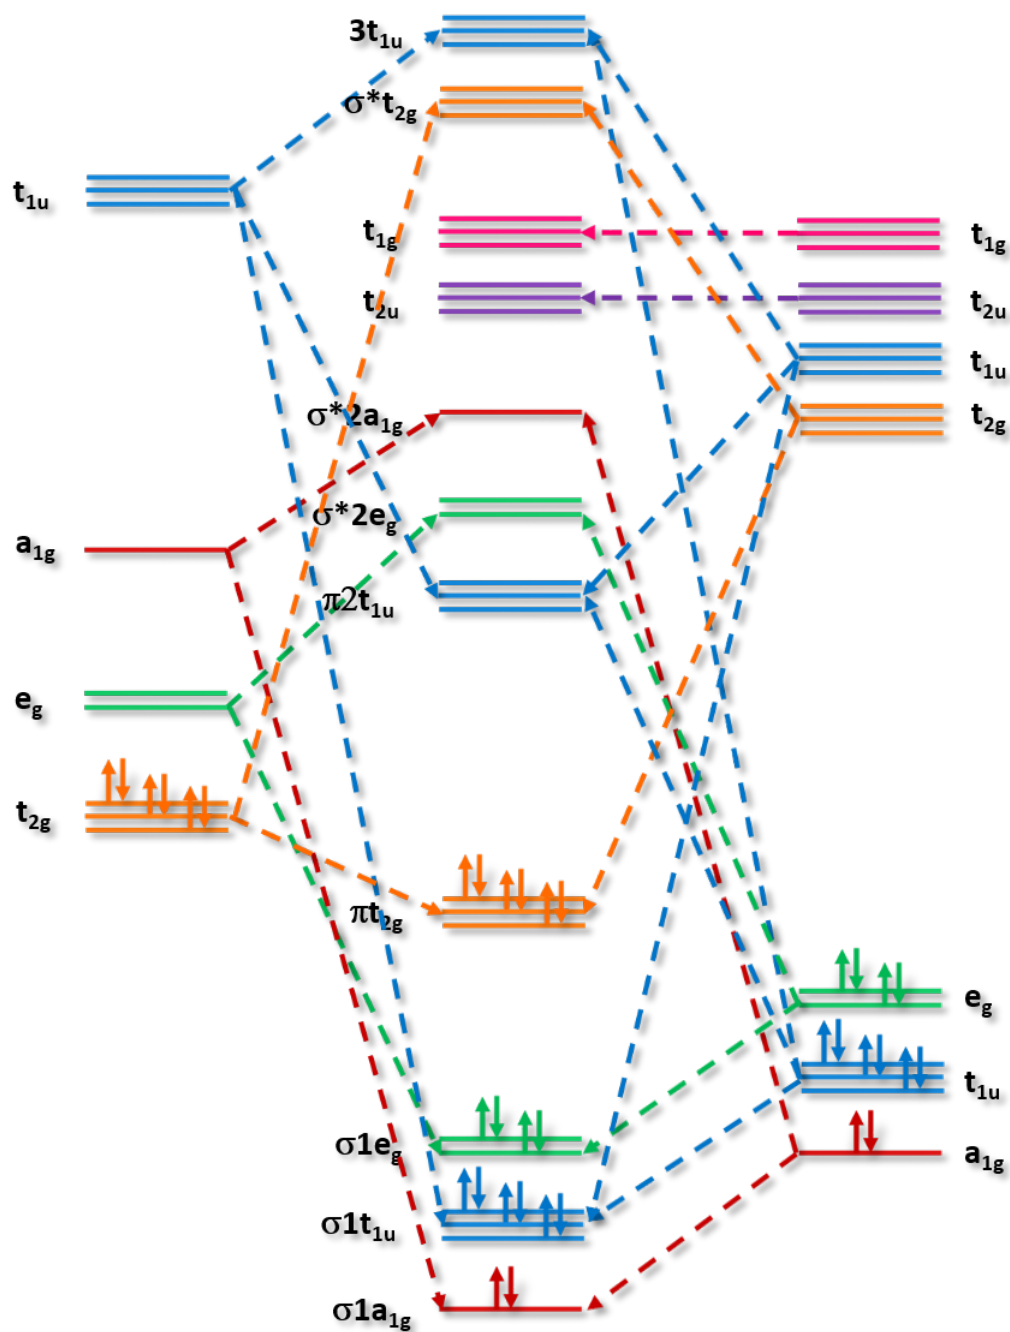 3t₁ᵤ
σ*t₂g
t₁ᵤ
t₁g
t₁g
t₂ᵤ
t₂ᵤ
t₁ᵤ
σ*2a₁g
t₂g
σ*2eg
a₁g
π2t₁ᵤ
eg
t₂g
πt₂g
eg
t₁ᵤ
σ1eg
a₁g
σ1t₁ᵤ
σ1a₁g